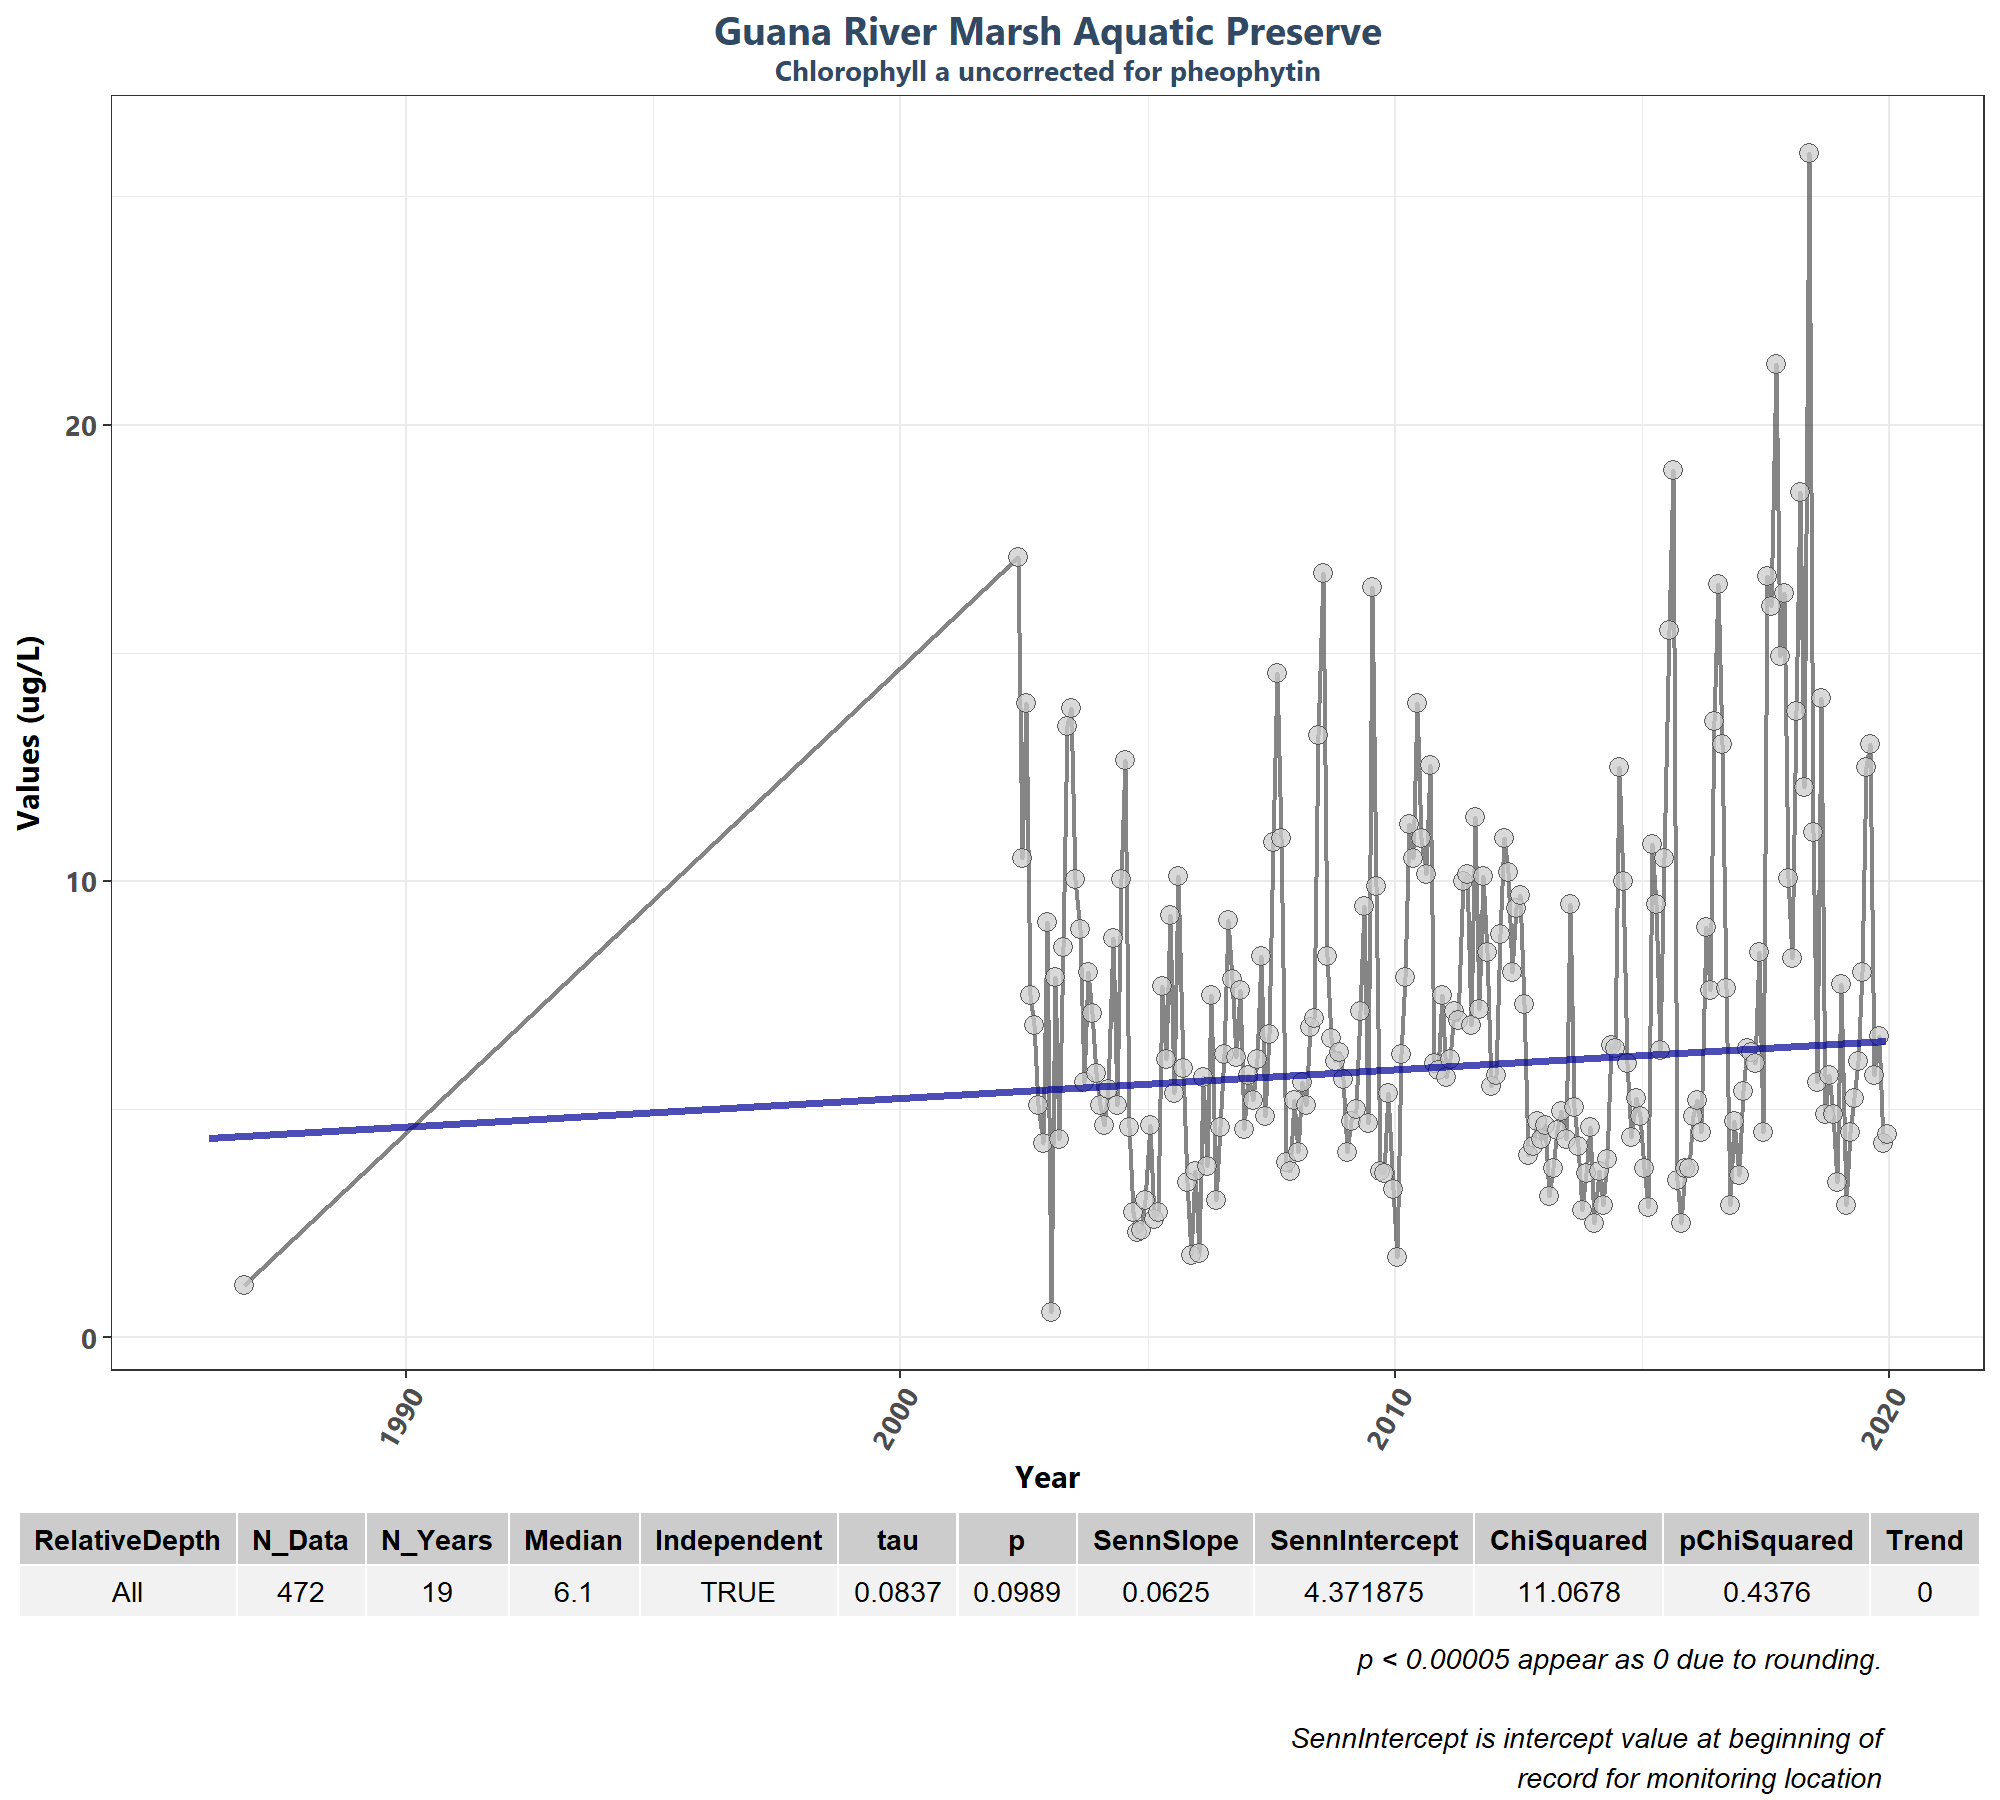 Guana River Marsh Aquatic Preserve
Chlorophyll a uncorrected for pheophytin
Values (ug/L)
20
10
0
1990 2000 2010 2020
Year
RelativeDepth N_Data N_Years Median Independent tau p SennSlope SennIntercept ChiSquared pChiSquared Trend
All 472 19 6.1 TRUE 0.0837 0.0989 0.0625 4.371875 11.0678 0.4376 0
p < 0.00005 appear as 0 due to rounding.
SennIntercept is intercept value at beginning of
record for monitoring location